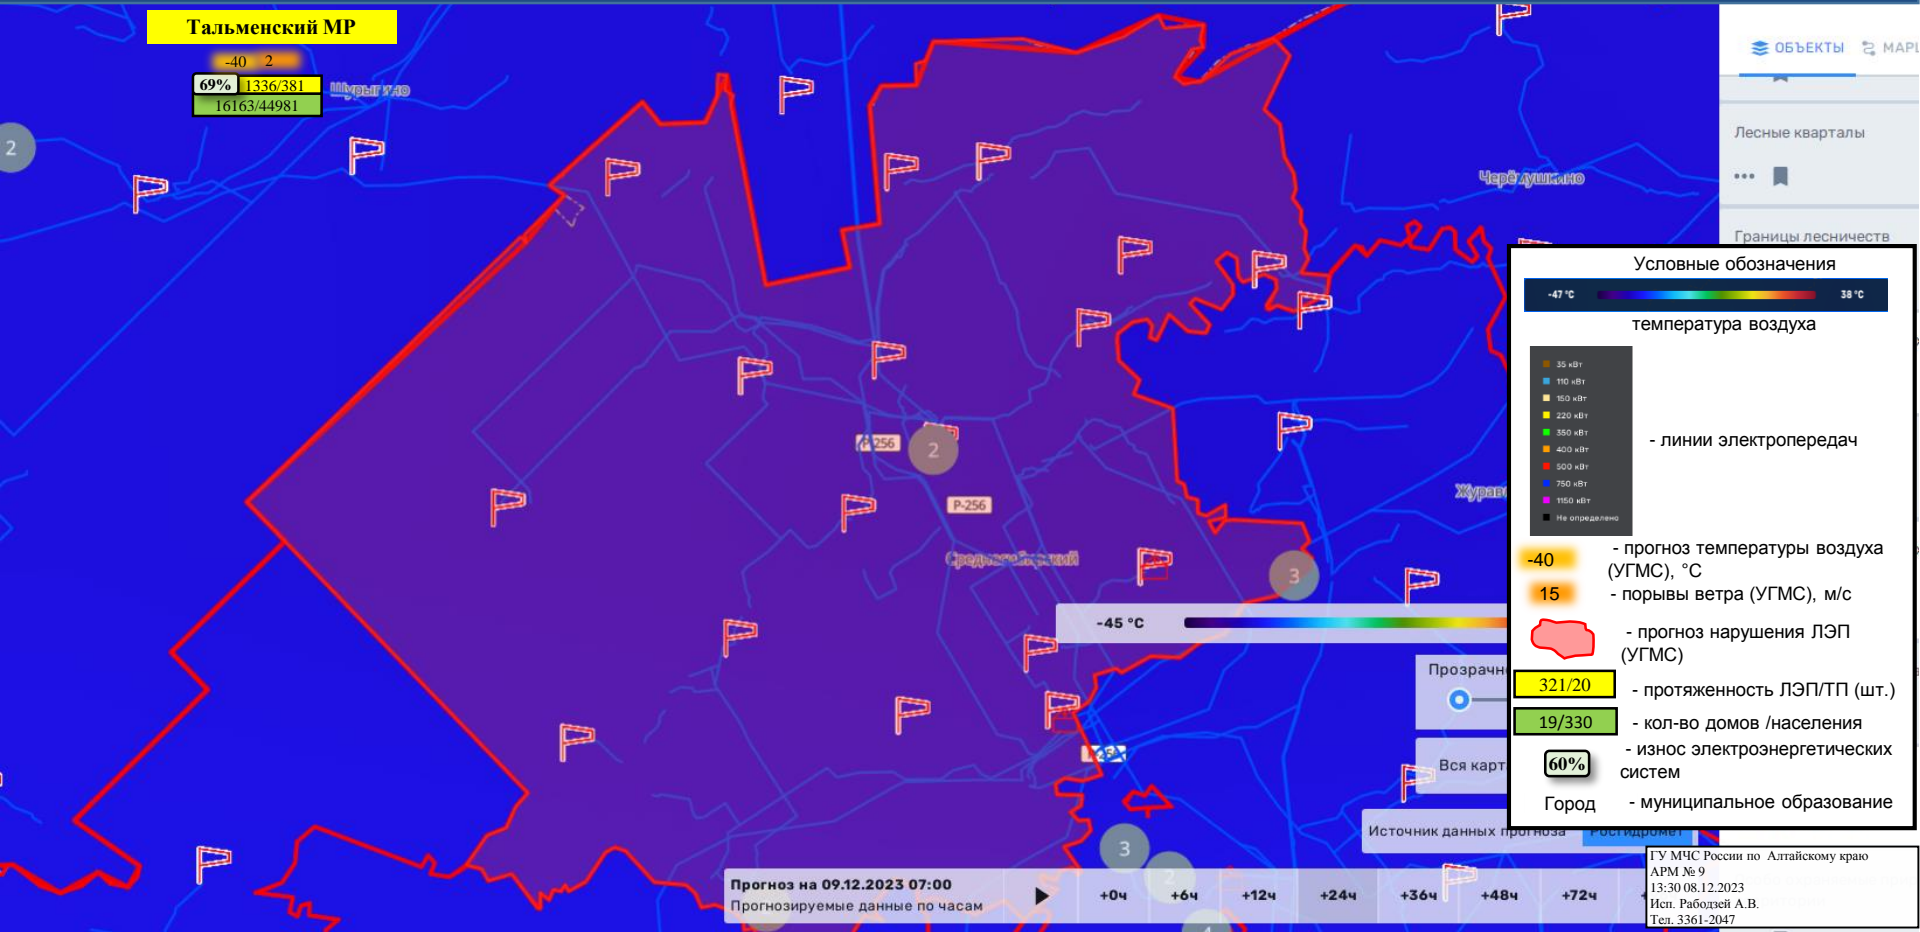 Тальменский МР
-40 2
69% 1336/381
16163/44981
2
ОБЪЕКТЫ
Лесные кварталы
Черёмушкино
Границы лесничеств
Условные обозначения
-47 °C 38 °C
температура воздуха
35 кВт
110 кВт
150 кВт
220 кВт
350 кВт
400 кВт
500 кВт
750 кВт
1150 кВт
Не определено
- линии электропередач
Р-256
2
Р-256
3
-40 - прогноз температуры воздуха
(УГМС), °С
15 - порывы ветра (УГМС), м/с
- прогноз нарушения ЛЭП
(УГМС)
321/20 - протяженность ЛЭП/ТП (шт.)
19/330 - кол-во домов /населения
60% - износ электроэнергетических
систем
Город - муниципальное образование
-45 °C
Вся карт
Источник данных прогноза Росгидромет
3
2
Прогноз на 09.12.2023 07:00
Прогнозируемые данные по часам
+0ч +6ч +12ч +24ч +36ч +48ч +72ч
4
ГУ МЧС России по Алтайскому краю
АРМ № 9
13:30 08.12.2023
Исп. Рабодзей А.В.
Тел. 3361-2047